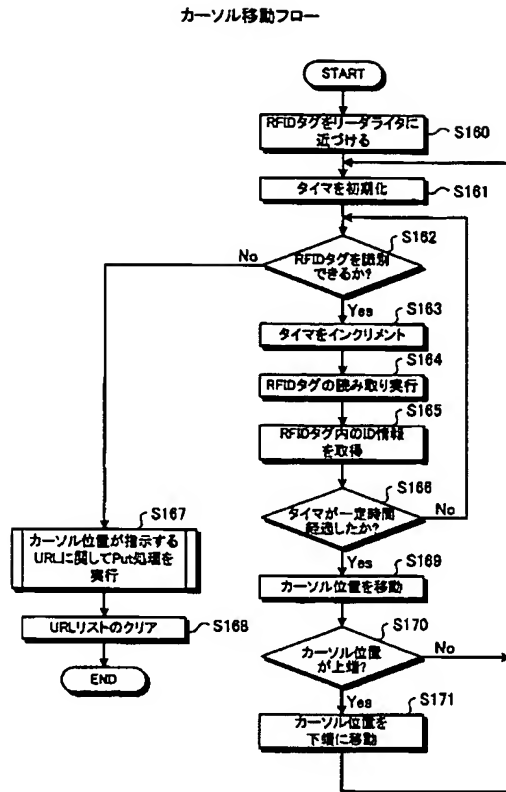 カーソル移動フロー
START
RFIDタグをリーダライタに
近づける
S160
タイマを初期化
S161
S162
RFIDタグを識別
できるか?
No
Yes
S163
タイマをインクリメント
S164
RFIDタグの読み取り実行
S165
RFIDタグ内のID情報
を取得
S166
タイマが一定時間
経過したか?
No
Yes
S167
カーソル位置が指示する
URLに関してPut処理を
実行
S169
カーソル位置を移動
URLリストのクリア
S168
S170
カーソル位置
が上端?
No
END
Yes
S171
カーソル位置を
下端に移動